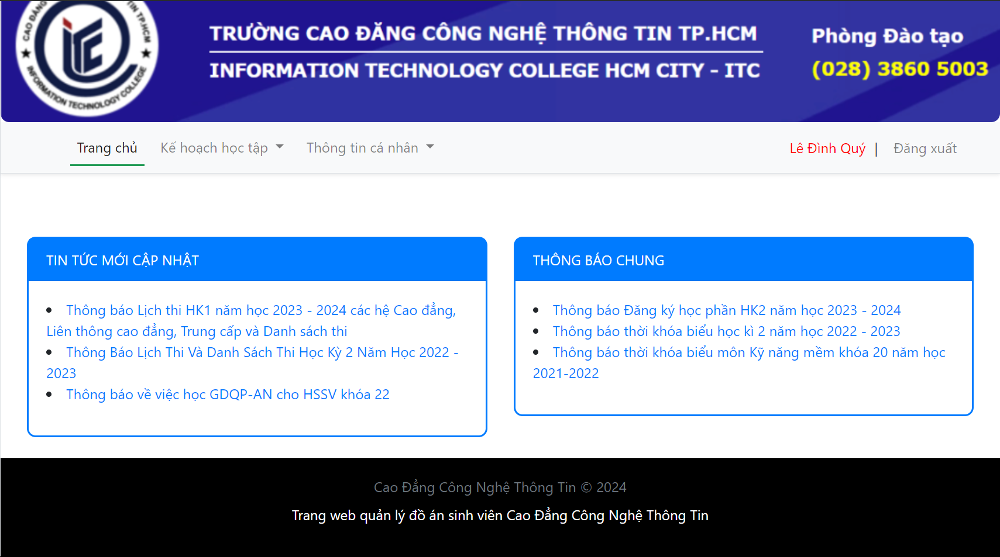 CAO ĐẲNG
TIN TP.HCM
ITC
INFORMATION TECHNOLOGY COLLEGE
TRƯỜNG CAO ĐẲNG CÔNG NGHỆ THÔNG TIN TP.HCM
INFORMATION TECHNOLOGY COLLEGE HCM CITY - ITC
Phòng Đào tạo
(028) 3860 5003
Trang chủ
Kế hoạch học tập
Thông tin cá nhân
Lê Đình Quý |
Đăng xuất
TIN TỨC MỚI CẬP NHẬT
• Thông báo Lịch thi HK1 năm học 2023 - 2024 các hệ Cao đẳng,
Liên thông cao đẳng, Trung cấp và Danh sách thi
• Thông Báo Lịch Thi Và Danh Sách Thi Học Kỳ 2 Năm Học 2022 -
2023
• Thông báo về việc học GDQP-AN cho HSSV khóa 22
THÔNG BÁO CHUNG
• Thông báo Đăng ký học phần HK2 năm học 2023 - 2024
• Thông báo thời khóa biểu học kì 2 năm học 2022 - 2023
• Thông báo thời khóa biểu môn Kỹ năng mềm khóa 20 năm học
2021-2022
Cao Đẳng Công Nghệ Thông Tin © 2024
Trang web quản lý đồ án sinh viên Cao Đẳng Công Nghệ Thông Tin